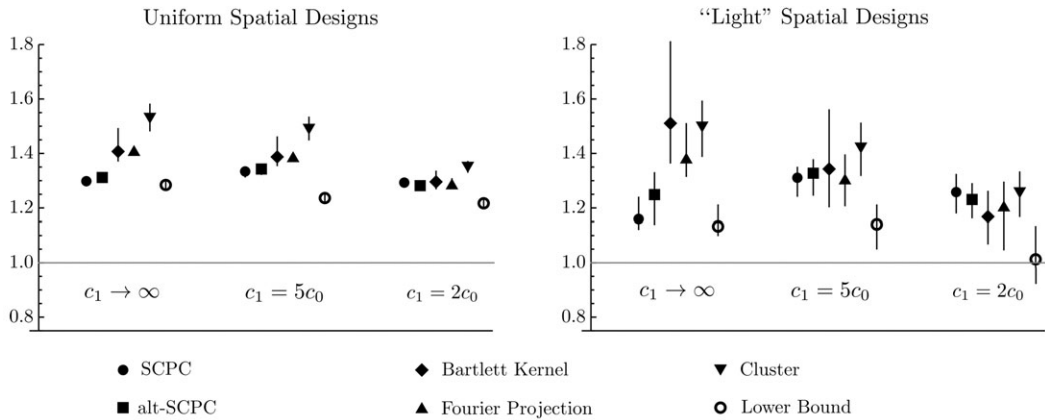 Uniform Spatial Designs
“Light” Spatial Designs
1.8
1.6
1.4
1.2
1.0
0.8
c₁ → ∞
c₁ = 5c₀
c₁ = 2c₀
1.8
1.6
1.4
1.2
1.0
0.8
c₁ → ∞
c₁ = 5c₀
c₁ = 2c₀
SCPC
Bartlett Kernel
Cluster
alt-SCPC
Fourier Projection
Lower Bound